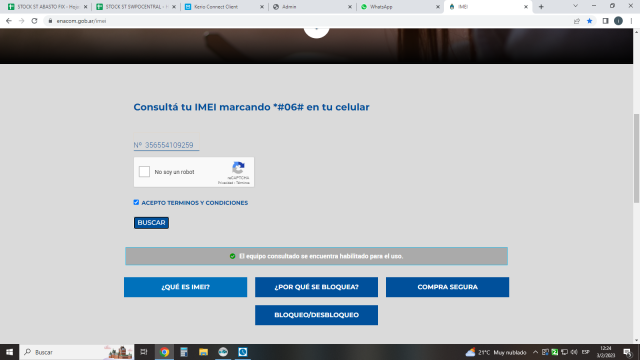 STOCK ST ABASTO FIX - Hoja
STOCK ST SWPDCENTRAL -
Xeno Connect Client
Admin
WhatsApp
IMEI
enacom.gob.ar/imei
Consultá tu IMEI marcando *#06# en tu celular
Nº 356554109259
No soy un robot
reCAPTCHA
Privacidad - Términos
ACEPTO TERMINOS Y CONDICIONES
BUSCAR
El equipo consultado se encuentra habilitado para el uso.
¿QUÉ ES IMEI?
¿POR QUÉ SE BLOQUEA?
COMPRA SEGURA
BLOQUEO/DESBLOQUEO
Buscar
21°C Muy nublado
ESP
12:24
3/2/2023